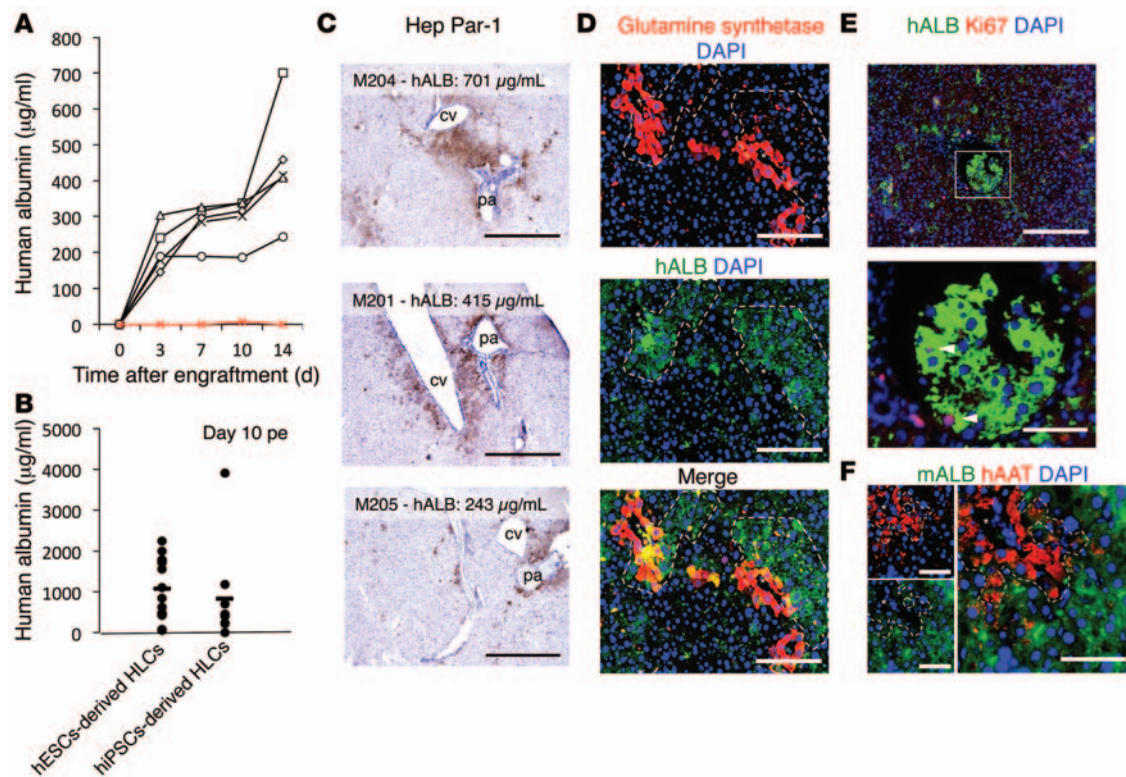 A
Human albumin (µg/ml)
800
700
600
500
400
300
200
100
0
0 3 7 10 14
Time after engraftment (d)
B
Human albumin (µg/ml)
Day 10 pe
5000
4000
3000
2000
1000
0
hESCs-derived HLCs
hiPSCs-derived HLCs
C
Hep Par-1
M204 - hALB: 701 µg/mL
cv
pa
M201 - hALB: 415 µg/mL
cv
pa
M205 - hALB: 243 µg/mL
cv
pa
D
Glutamine synthetase
DAPI
hALB DAPI
Merge
E
hALB Ki67 DAPI
F
mALB hAAT DAPI